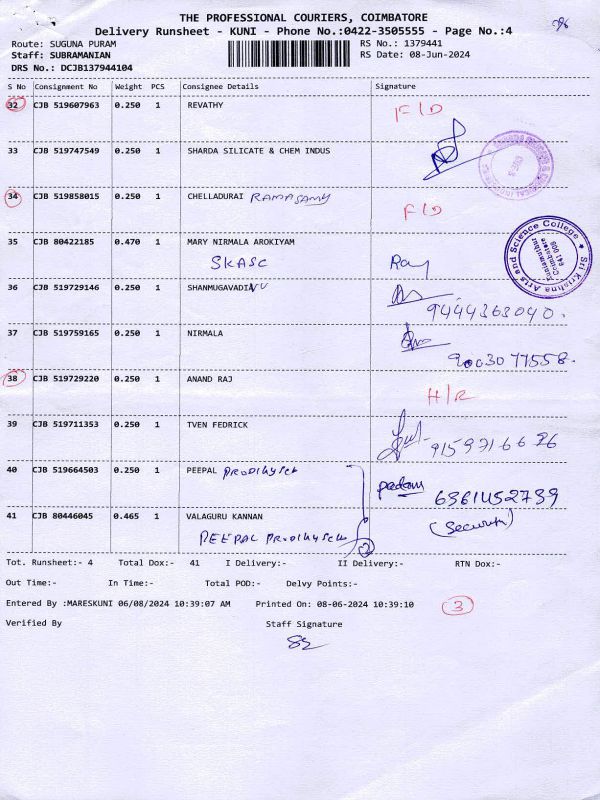 THE PROFESSIONAL COURIERS, COIMBATORE
Delivery Runsheet - KUNI - Phone No.:0422-3505555 - Page No.:4
Route: SUGUNA PURAM RS No.: 1379441
Staff: SUBRAMANIAN RS Date: 08-Jun-2024
DRS No.: DCJB137944104
S No Consignment No Weight PCS Consignee Details Signature
32 CJB 519607963 0.250 1 REVATHY F/D
33 CJB 519747549 0.250 1 SHARDA SILICATE & CHEM INDUS
34 CJB 519858015 0.250 1 CHELLADURAI RAMASAMY F/D
35 CJB 80422185 0.470 1 MARY NIRMALA AROKIYAM
SKASC Ray
Sri Krishna Arts and Science College
Kuniamuthur
Coimbatore
641 008
36 CJB 519729146 0.250 1 SHANMUGAVADIVU
9444363040.
37 CJB 519759165 0.250 1 NIRMALA
9003077558.
38 CJB 519729220 0.250 1 ANAND RAJ H/R
39 CJB 519711353 0.250 1 TVEN FEDRICK
9159716626
40 CJB 519664503 0.250 1 PEEPAL
6361452739
41 CJB 80446045 0.465 1 VALAGURU KANNAN
(Security)
PEEPAL
Tot. Runsheet:- 4 Total Dox:- 41 I Delivery:- II Delivery:- RTN Dox:-
Out Time:- In Time:- Total POD:- Delvy Points:-
Entered By :MARESKUNI 06/08/2024 10:39:07 AM Printed On: 08-06-2024 10:39:10 3
Verified By Staff Signature